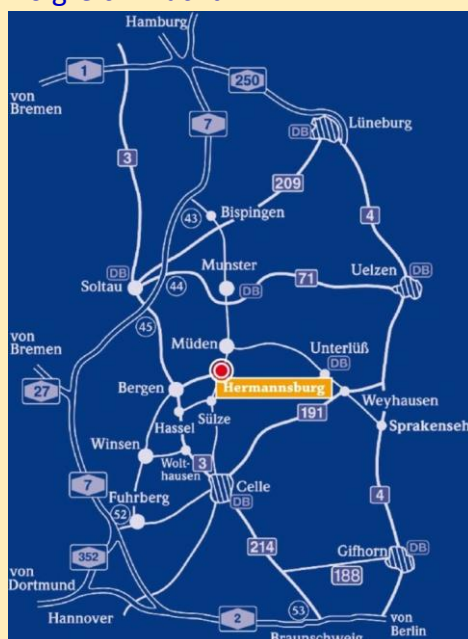 Hamburg
1
250
von
Bremen
7
Lüneburg
DB
3
209
4
43
Bispingen
DB
Soltau
44
Munster
DB
71
Uelzen
DB
45
von
Bremen
Müden
Unterlüß
DB
27
Bergen
Hermannsburg
Weyhausen
Hassel
Sülze
191
Sprakenseh
Winsen
Wolt-
hausen
3
7
Celle
DB
4
Fuhrberg
52
352
214
Gifhorn
DB
von
Dortmund
188
Hannover
2
53
von
Berlin
Braunschweig